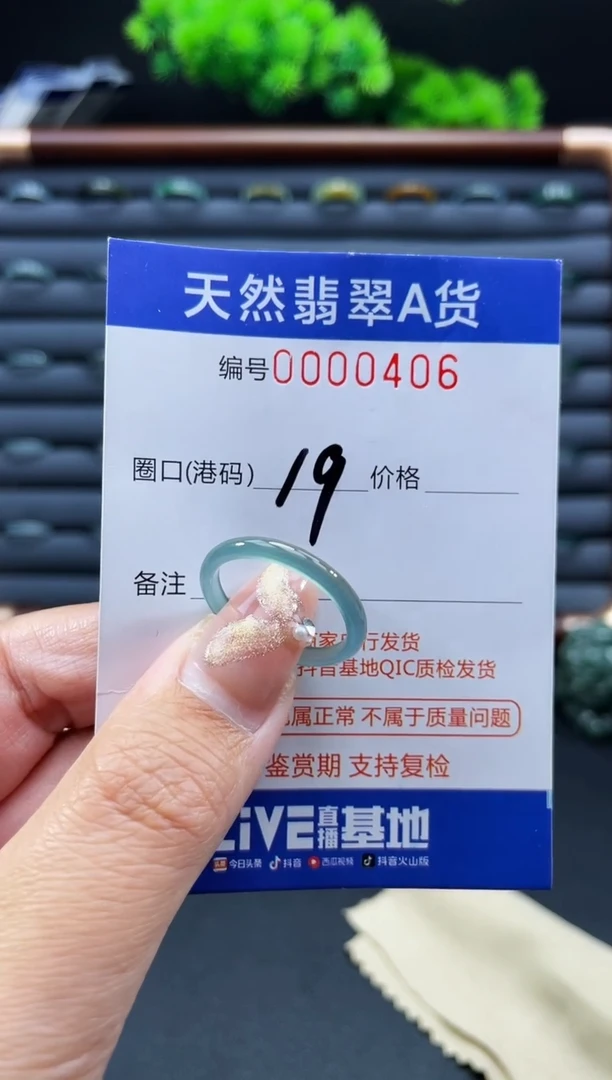 天然翡翠A货
编号0000406
圈口(港码) 19 价格
备注
行发货
基地QIC质检发货
属正常 不属于质量问题
鉴赏期 支持复检
LiVE直播基地
今日头条 抖音 西瓜视频 抖音火山版